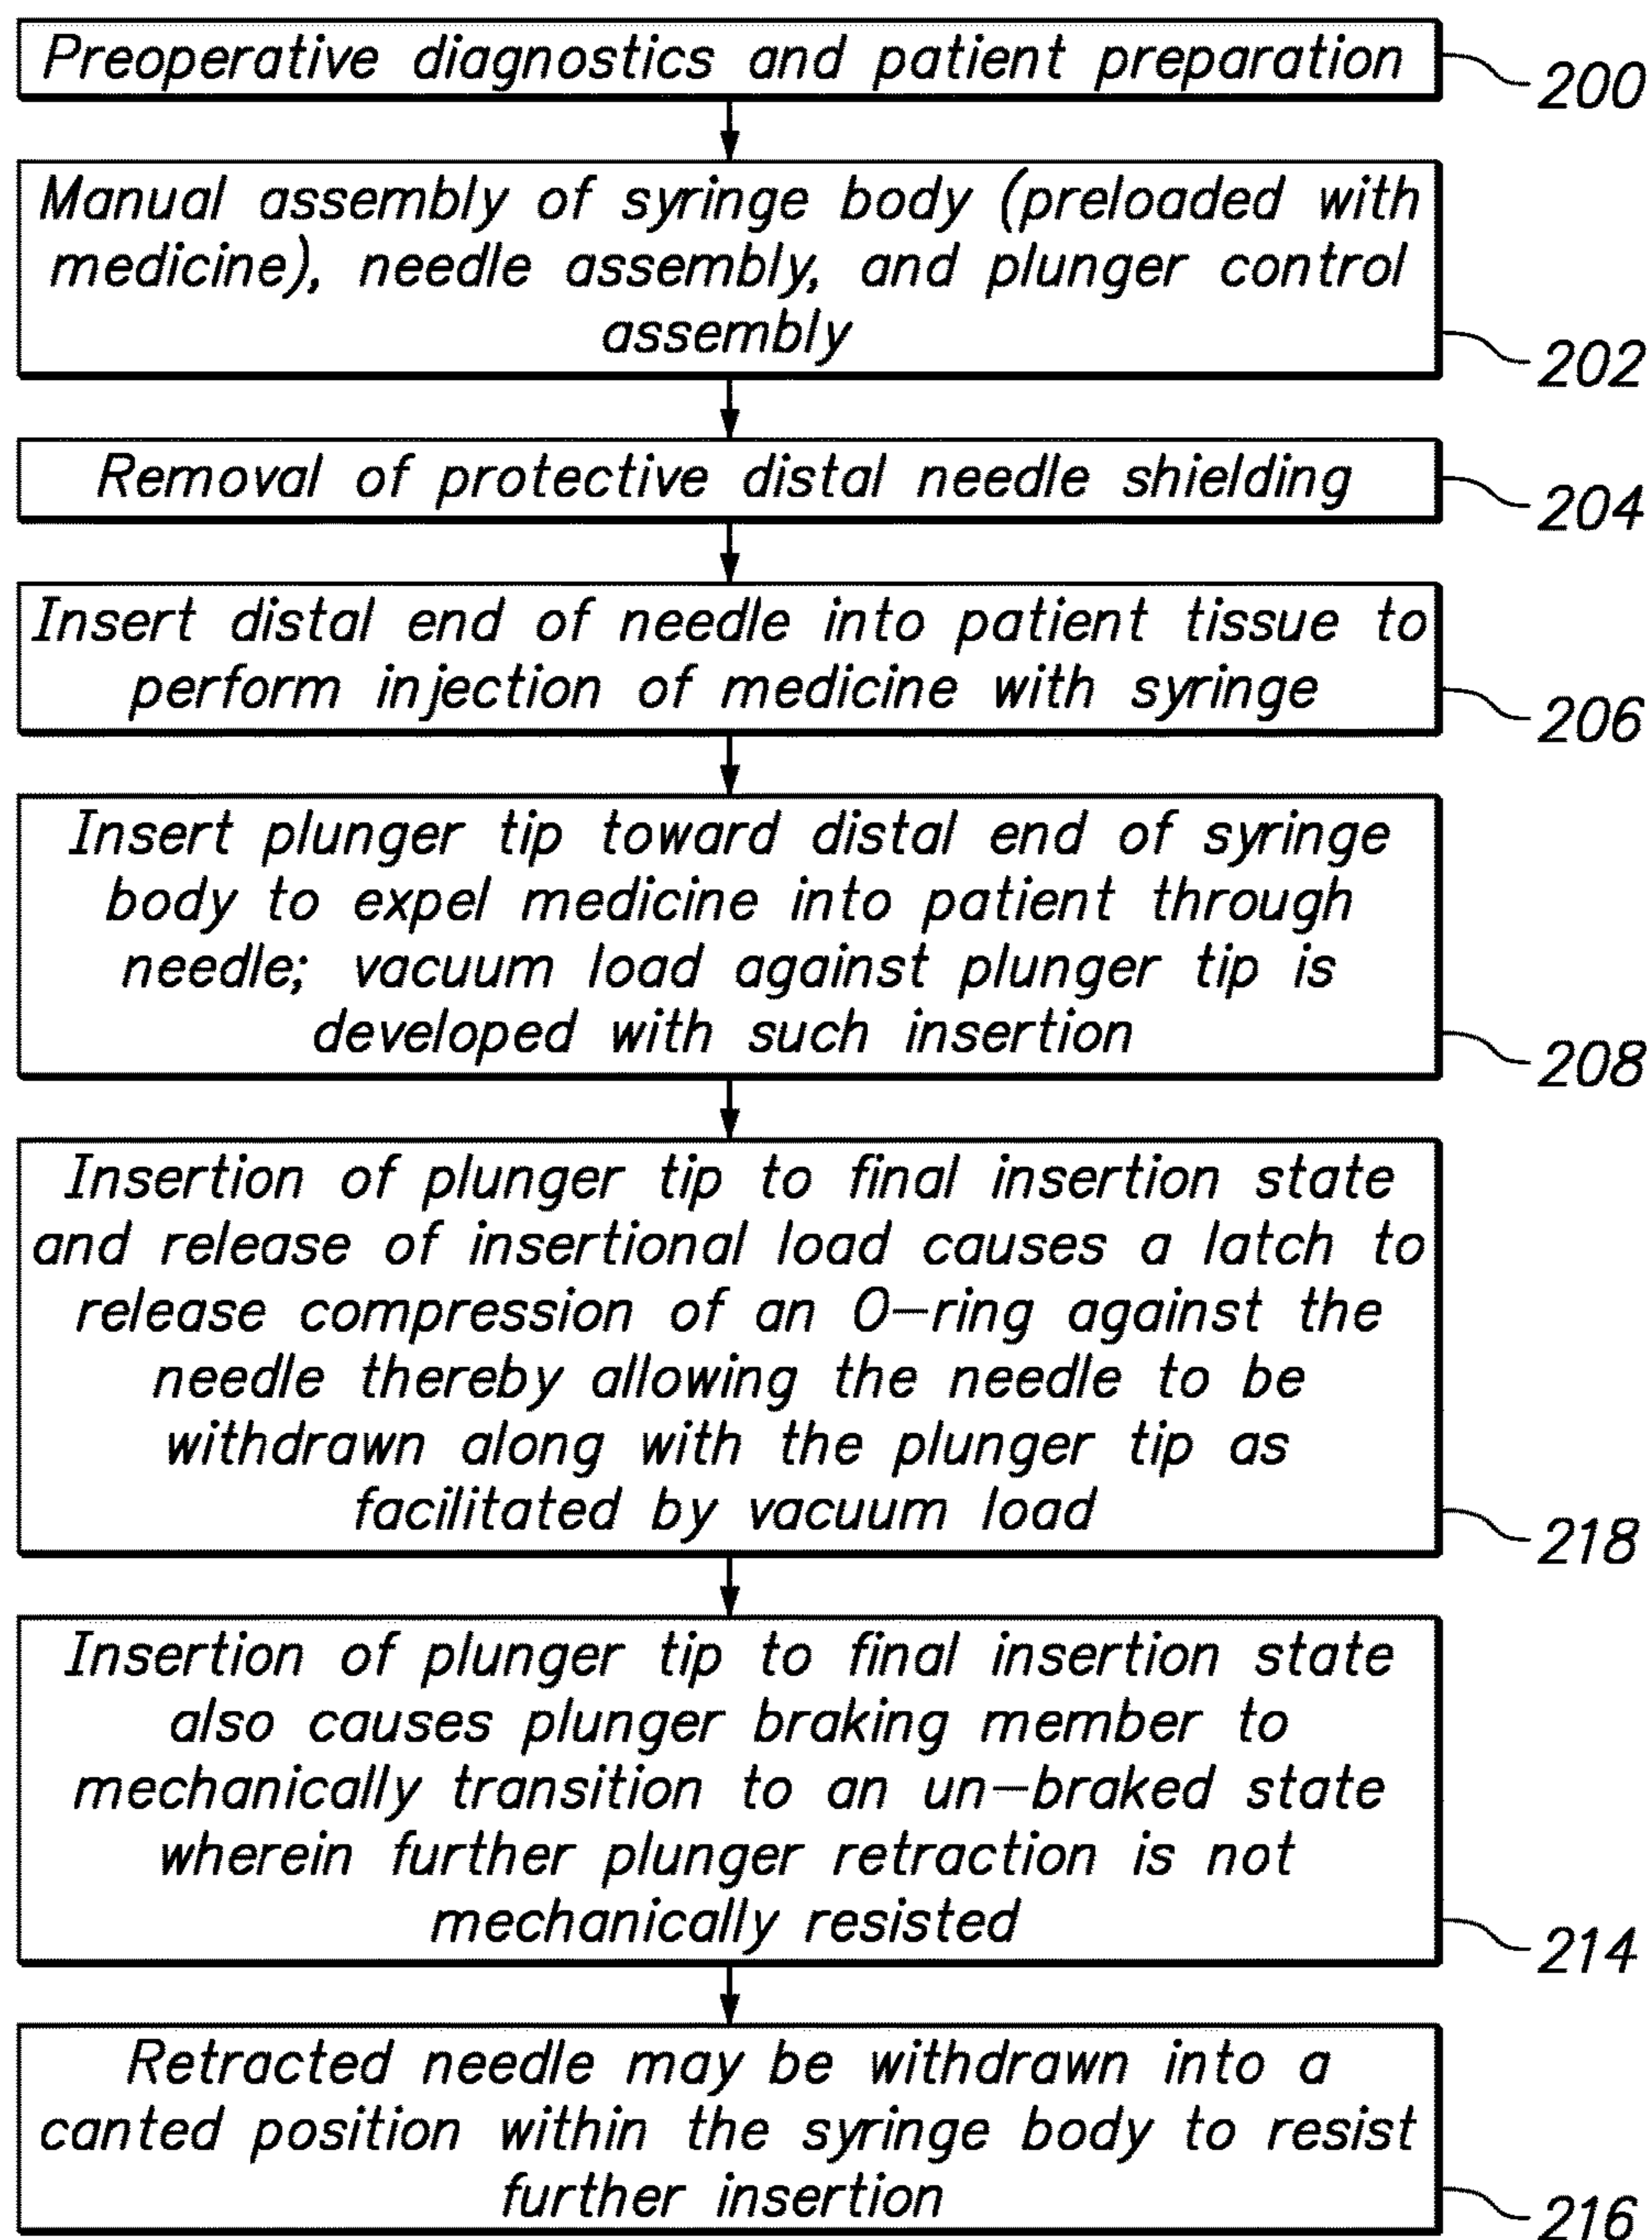 Preoperative diagnostics and patient preparation
200
Manual assembly of syringe body (preloaded with
medicine), needle assembly, and plunger control
assembly
202
Removal of protective distal needle shielding
204
Insert distal end of needle into patient tissue to
perform injection of medicine with syringe
206
Insert plunger tip toward distal end of syringe
body to expel medicine into patient through
needle; vacuum load against plunger tip is
developed with such insertion
208
Insertion of plunger tip to final insertion state
and release of insertional load causes a latch to
release compression of an O-ring against the
needle thereby allowing the needle to be
withdrawn along with the plunger tip as
facilitated by vacuum load
218
Insertion of plunger tip to final insertion state
also causes plunger braking member to
mechanically transition to an un-braked state
wherein further plunger retraction is not
mechanically resisted
214
Retracted needle may be withdrawn into a
canted position within the syringe body to resist
further insertion
216